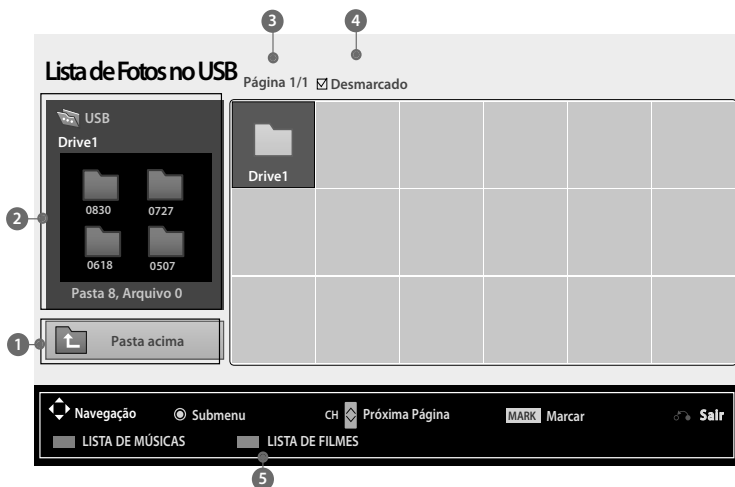 3 4
Lista de Fotos no USB
Página 1/1 Desmarcado
USB
Drive1
0830 0727
0618 0507
Pasta 8, Arquivo 0
Drive1
2
1
Pasta acima
Navegação Submenu CH Próxima Página MARK Marcar Sair
LISTA DE MÚSICAS LISTA DE FILMES
5